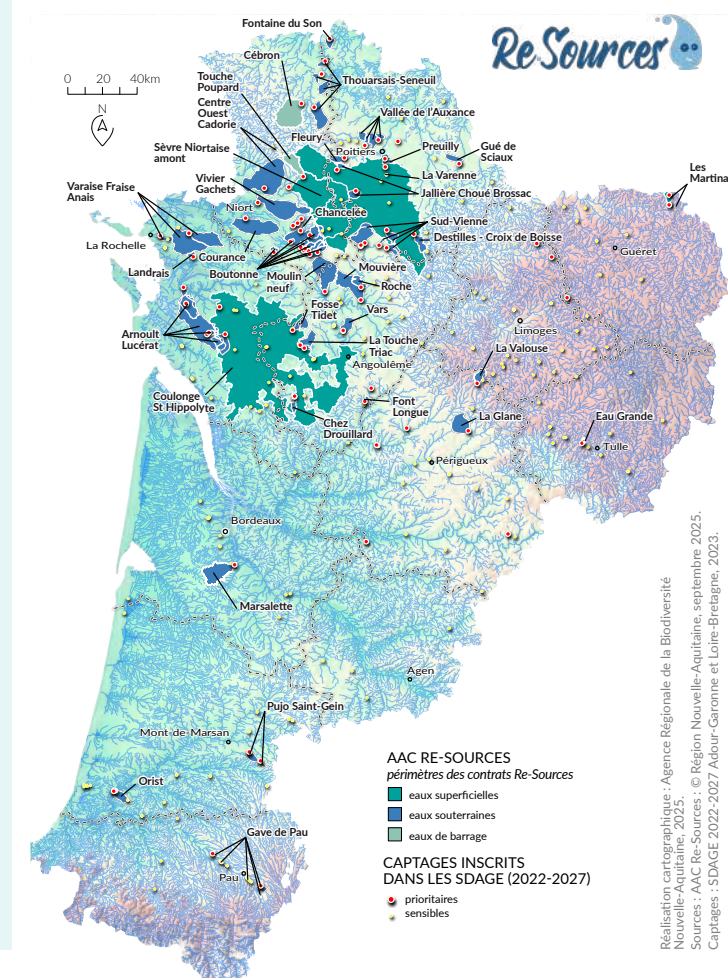 Re Sources
0 20 40km
N
Fontaine du Son
Cébron
Touche
Poupard
Centre
Ouest
Cadorie
Thouarsais-Seneuil
Vallée de l'Auxance
Fleury
Poitiers
Preuilly
Gué de
Sciaux
Sèvre Niortaise
amont
La Varenne
Les
Martina
Vivier
Gachets
Jallière Choué Brossac
Varaise Fraise
Anais
Niort
Chancelée
Sud-Vienne
La Rochelle
Courance
Destilles - Croix de Boisse
Guéret
Landrais
Boutonne
Moulin
neuf
Mouvière
Roche
Fosse
Tidet
Vars
Limoges
Arnoult
Lucérat
La Touche
Triac
La Valouse
Angoulême
Coulonge
St Hippolyte
Font
Longue
La Glane
Eau Grande
Chez
Drouillard
Tulle
Périgueux
Bordeaux
Marsalette
Agen
Pujo Saint-Gein
Mont-de-Marsan
Orist
Gave de Pau
Pau
AAC RE-SOURCES
périmètres des contrats Re-Sources
eaux superficielles
eaux souterraines
eaux de barrage
CAPTAGES INSCRITS
DANS LES SDAGE (2022-2027)
prioritaires
sensibles
Réalisation cartographique : Agence Régionale de la Biodiversité
Nouvelle-Aquitaine, 2025.
Sources : AAC Re-Sources : © Région Nouvelle-Aquitaine, septembre 2025.
Captages : SDAGE 2022-2027 Adour-Garonne et Loire-Bretagne, 2023.